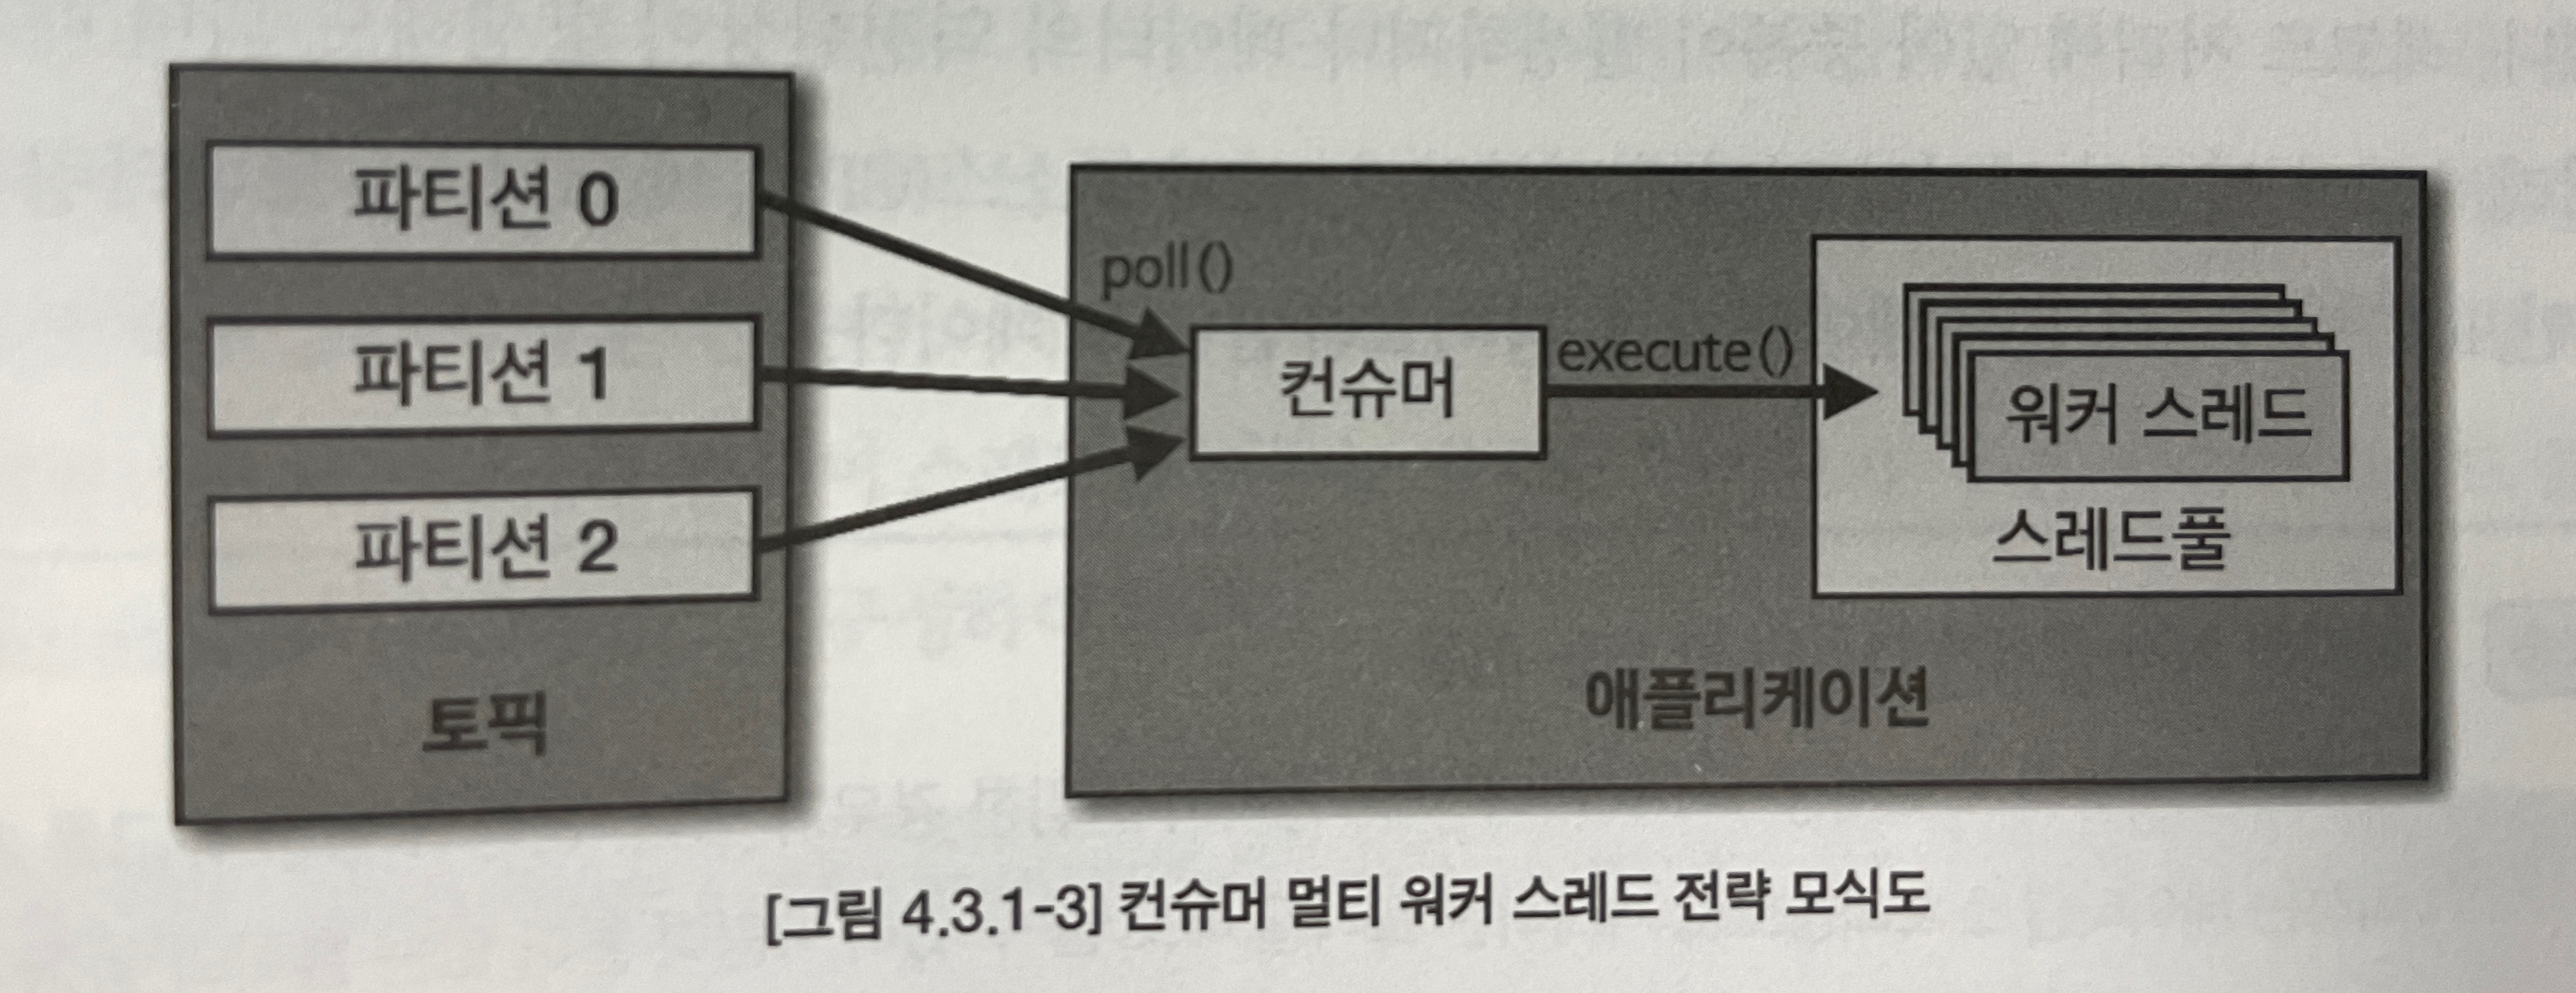 파티션 0
파티션 1
파티션 2
토픽
poll()
컨슈머
execute()
워커 스레드
스레드풀
애플리케이션
[그림 4.3.1-3] 컨슈머 멀티 워커 스레드 전략 모식도